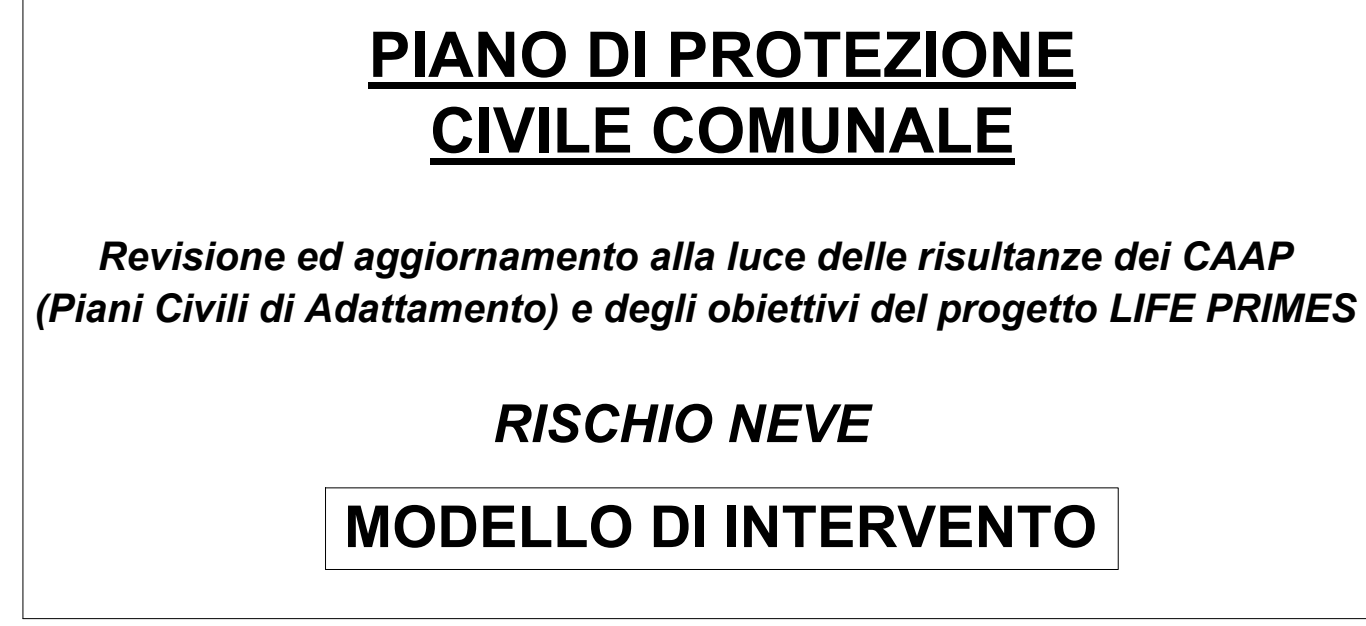 PIANO DI PROTEZIONE
CIVILE COMUNALE
Revisione ed aggiornamento alla luce delle risultanze dei CAAP
(Piani Civili di Adattamento) e degli obiettivi del progetto LIFE PRIMES
RISCHIO NEVE
MODELLO DI INTERVENTO